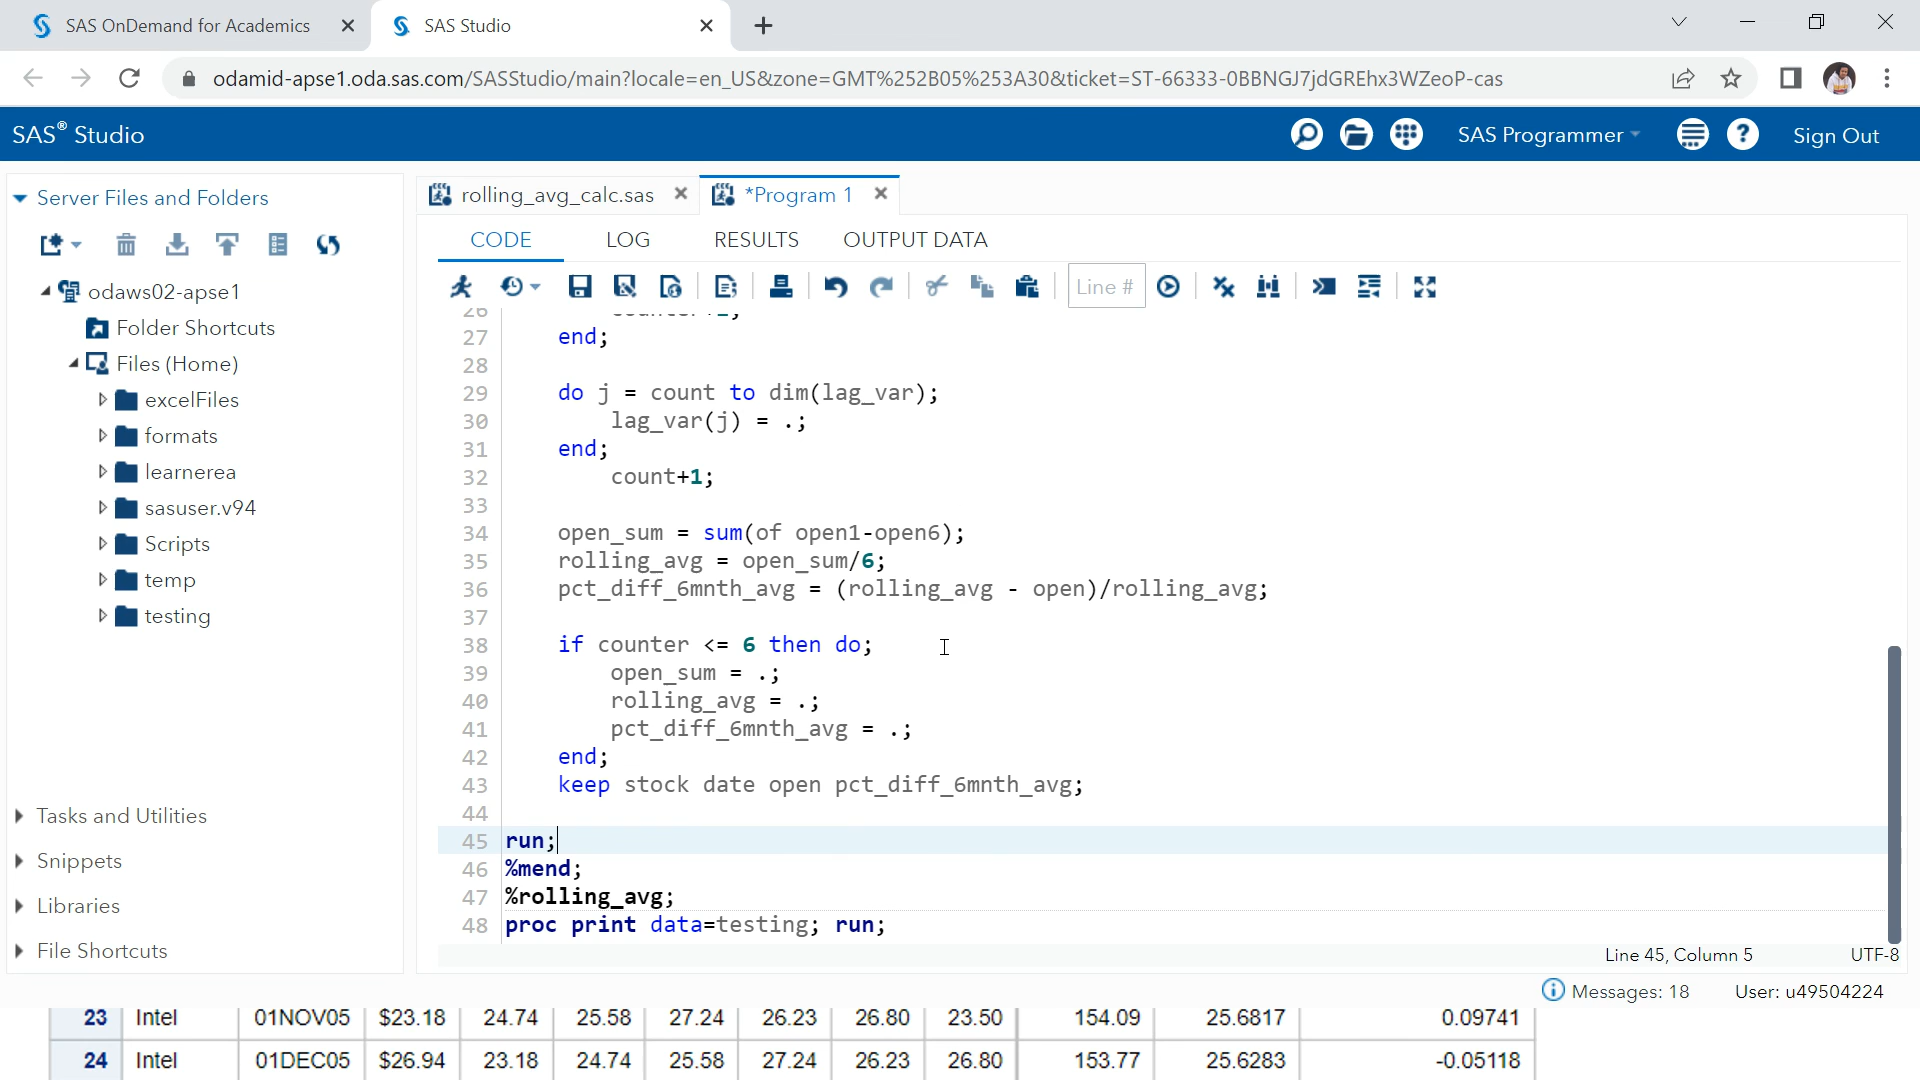 SAS OnDemand for Academics
SAS Studio
odamid-apse1.oda.sas.com/SASStudio/main?locale=en_US&zone=GMT%252B05%253A30&ticket=ST-66333-0BBNGJ7jdGREhx3WZeoP-cas
SAS® Studio
SAS Programmer
Sign Out
Server Files and Folders
odaws02-apse1
Folder Shortcuts
Files (Home)
excelFiles
formats
learnerea
sasuser.v94
Scripts
temp
testing
Tasks and Utilities
Snippets
Libraries
File Shortcuts
rolling_avg_calc.sas
*Program 1
CODE LOG RESULTS OUTPUT DATA
Line #
26
27 end;
28
29 do j = count to dim(lag_var);
30 lag_var(j) = .;
31 end;
32 count+1;
33
34 open_sum = sum(of open1-open6);
35 rolling_avg = open_sum/6;
36 pct_diff_6mnth_avg = (rolling_avg - open)/rolling_avg;
37
38 if counter <= 6 then do;
39 open_sum = .;
40 rolling_avg = .;
41 pct_diff_6mnth_avg = .;
42 end;
43 keep stock date open pct_diff_6mnth_avg;
44
45 run;
46 %mend;
47 %rolling_avg;
48 proc print data=testing; run;
Line 45, Column 5
UTF-8
Messages: 18
User: u49504224
23 Intel 01NOV05 $23.18 24.74 25.58 27.24 26.23 26.80 23.50 154.09 25.6817 0.09741
24 Intel 01DEC05 $26.94 23.18 24.74 25.58 27.24 26.23 26.80 153.77 25.6283 -0.05118